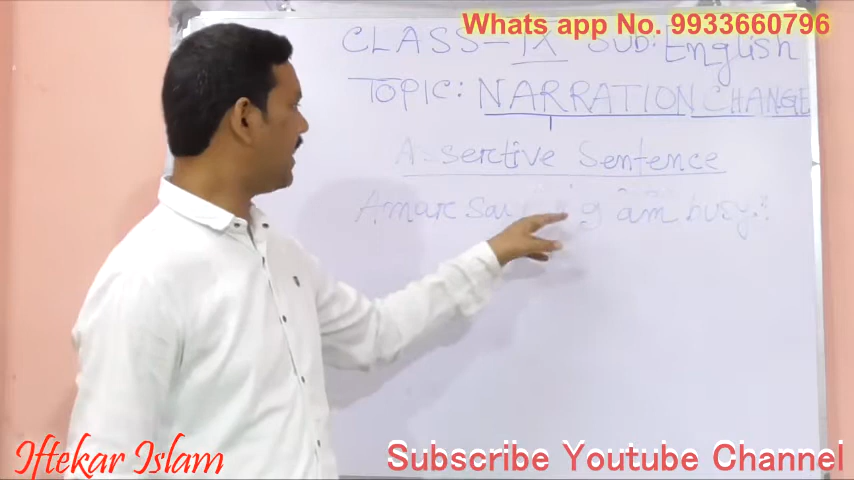 Whats app No. 9933660796
CLASS-IX SUB: English
TOPIC: NARRATION CHANGE
Assertive Sentence
Amar am busy."
Iftekar Islam
Subscribe Youtube Channel